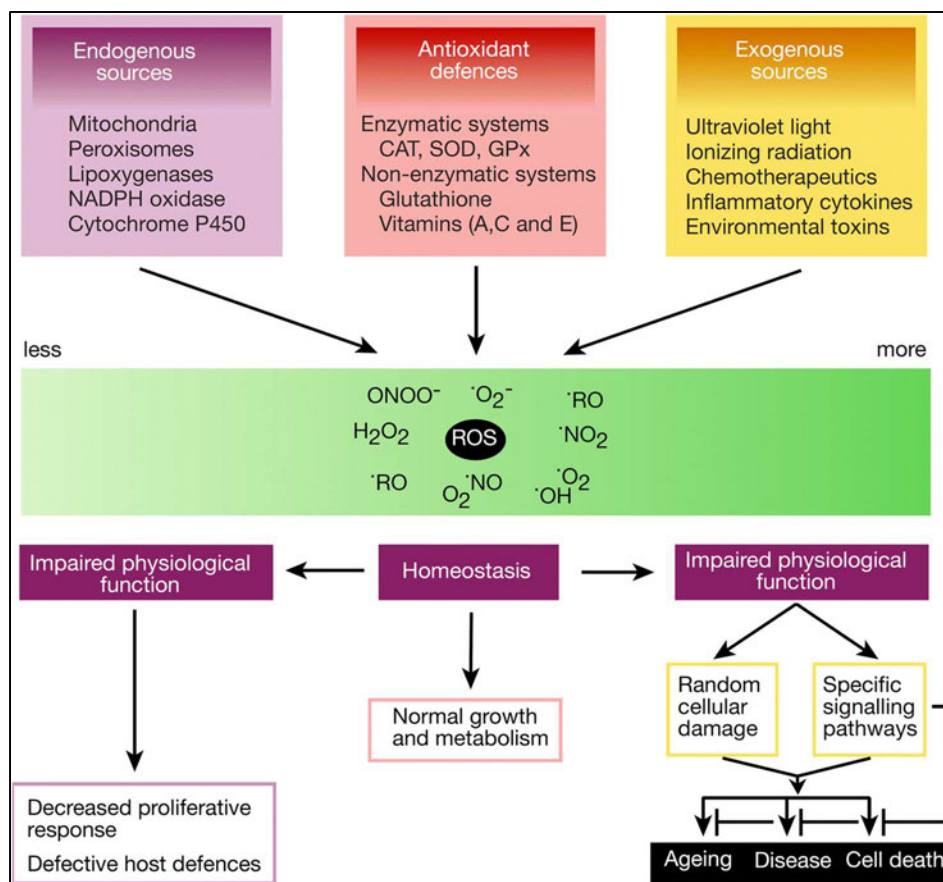 Endogenous
sources
Mitochondria
Peroxisomes
Lipoxygenases
NADPH oxidase
Cytochrome P450
Antioxidant
defences
Enzymatic systems
CAT, SOD, GPx
Non-enzymatic systems
Glutathione
Vitamins (A,C and E)
Exogenous
sources
Ultraviolet light
Ionizing radiation
Chemotherapeutics
Inflammatory cytokines
Environmental toxins
less
more
ONOO⁻ ˙O₂⁻ ˙RO
H₂O₂ ROS ˙NO₂
˙RO O₂ ˙NO ˙OH ˙O₂
Impaired physiological
function
Homeostasis
Impaired physiological
function
Decreased proliferative
response
Defective host defences
Normal growth
and metabolism
Random
cellular
damage
Specific
signalling
pathways
Ageing Disease Cell death